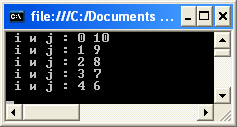 file:///C:/Documents ...
i и j : 0 10
i и j : 1 9
i и j : 2 8
i и j : 3 7
i и j : 4 6